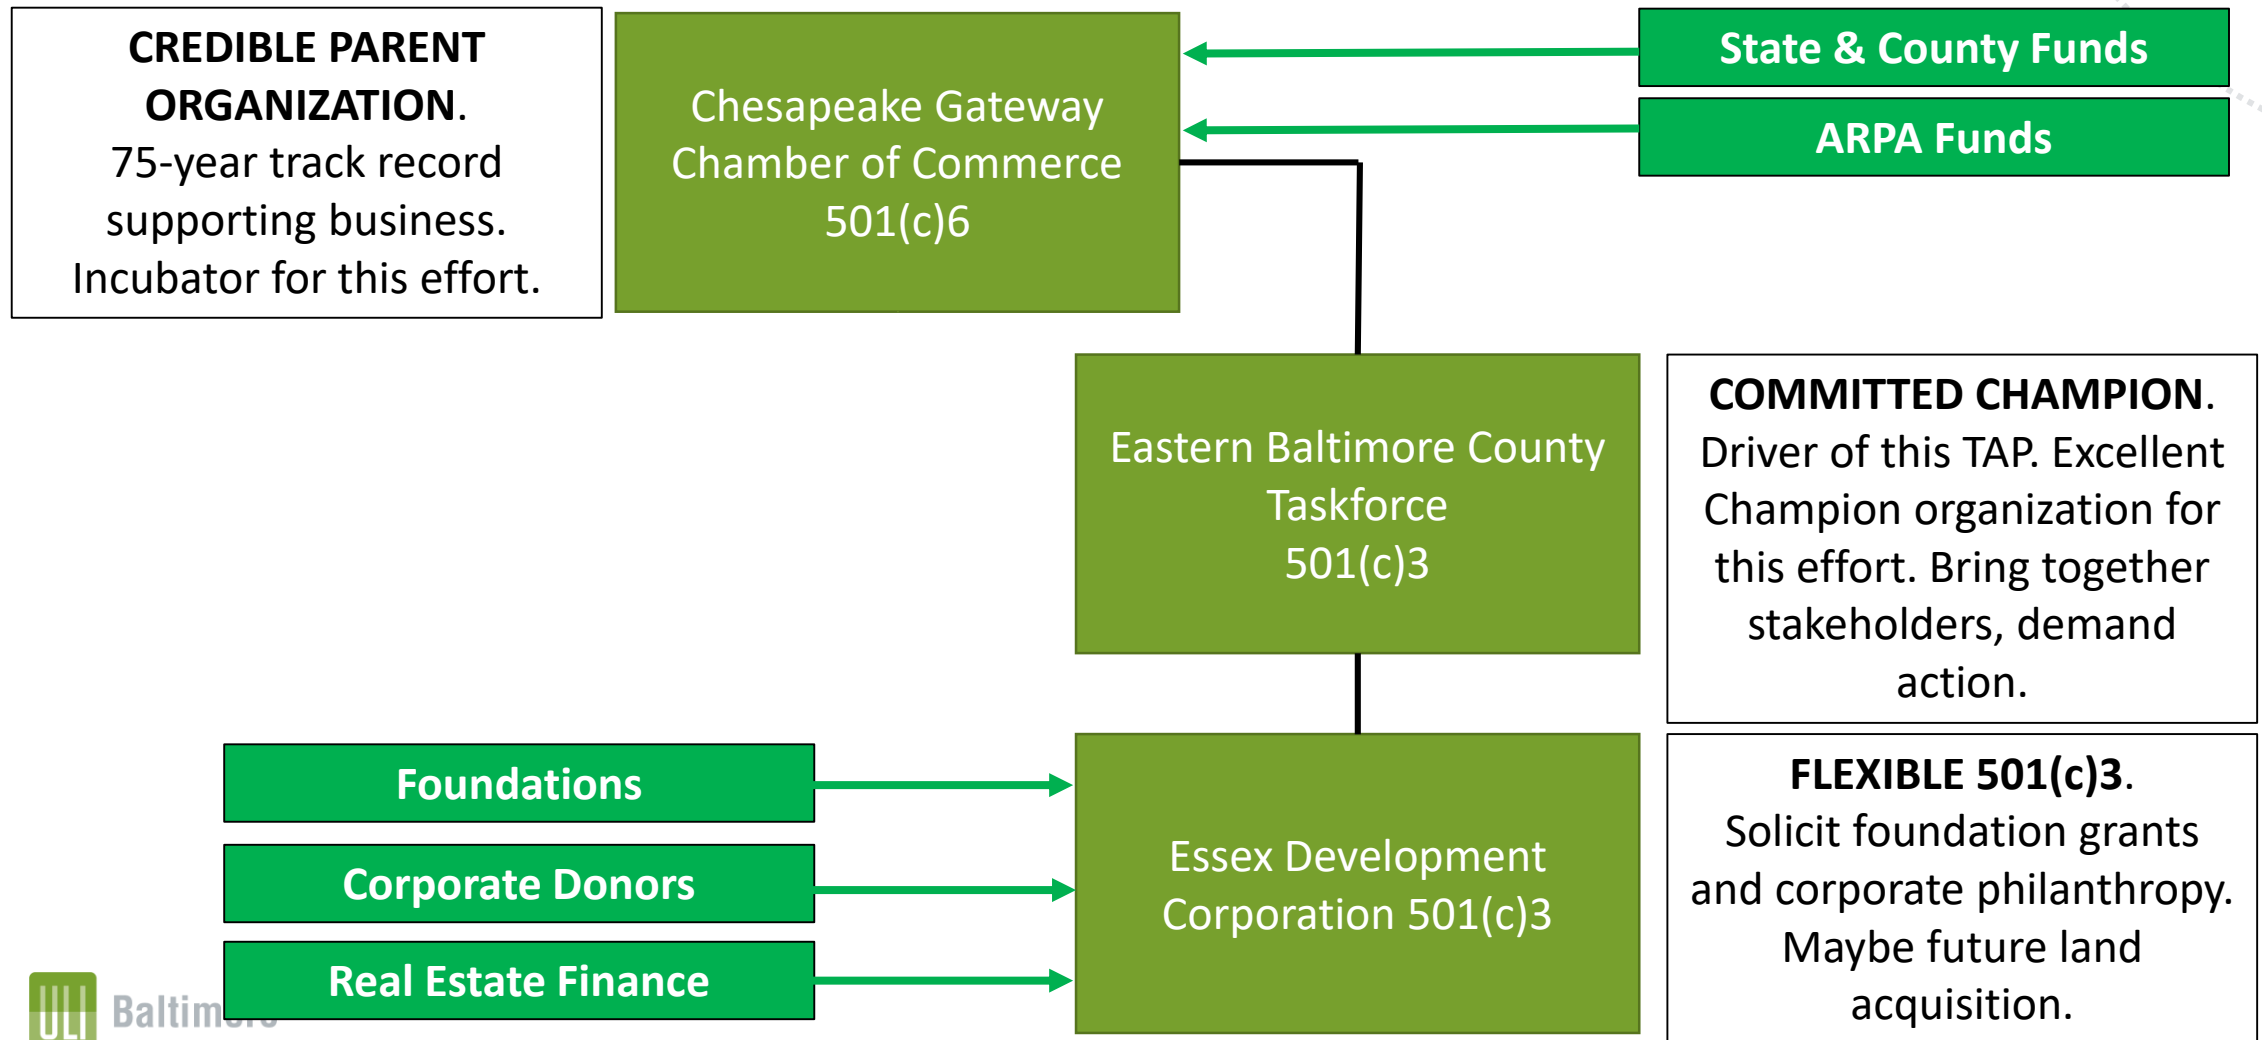 CREDIBLE PARENT
ORGANIZATION.
75-year track record
supporting business.
Incubator for this effort.
Chesapeake Gateway
Chamber of Commerce
501(c)6
State & County Funds
ARPA Funds
Eastern Baltimore County
Taskforce
501(c)3
COMMITTED CHAMPION.
Driver of this TAP. Excellent
Champion organization for
this effort. Bring together
stakeholders, demand
action.
Foundations
Corporate Donors
Real Estate Finance
Essex Development
Corporation 501(c)3
FLEXIBLE 501(c)3.
Solicit foundation grants
and corporate philanthropy.
Maybe future land
acquisition.
ULI Baltimore